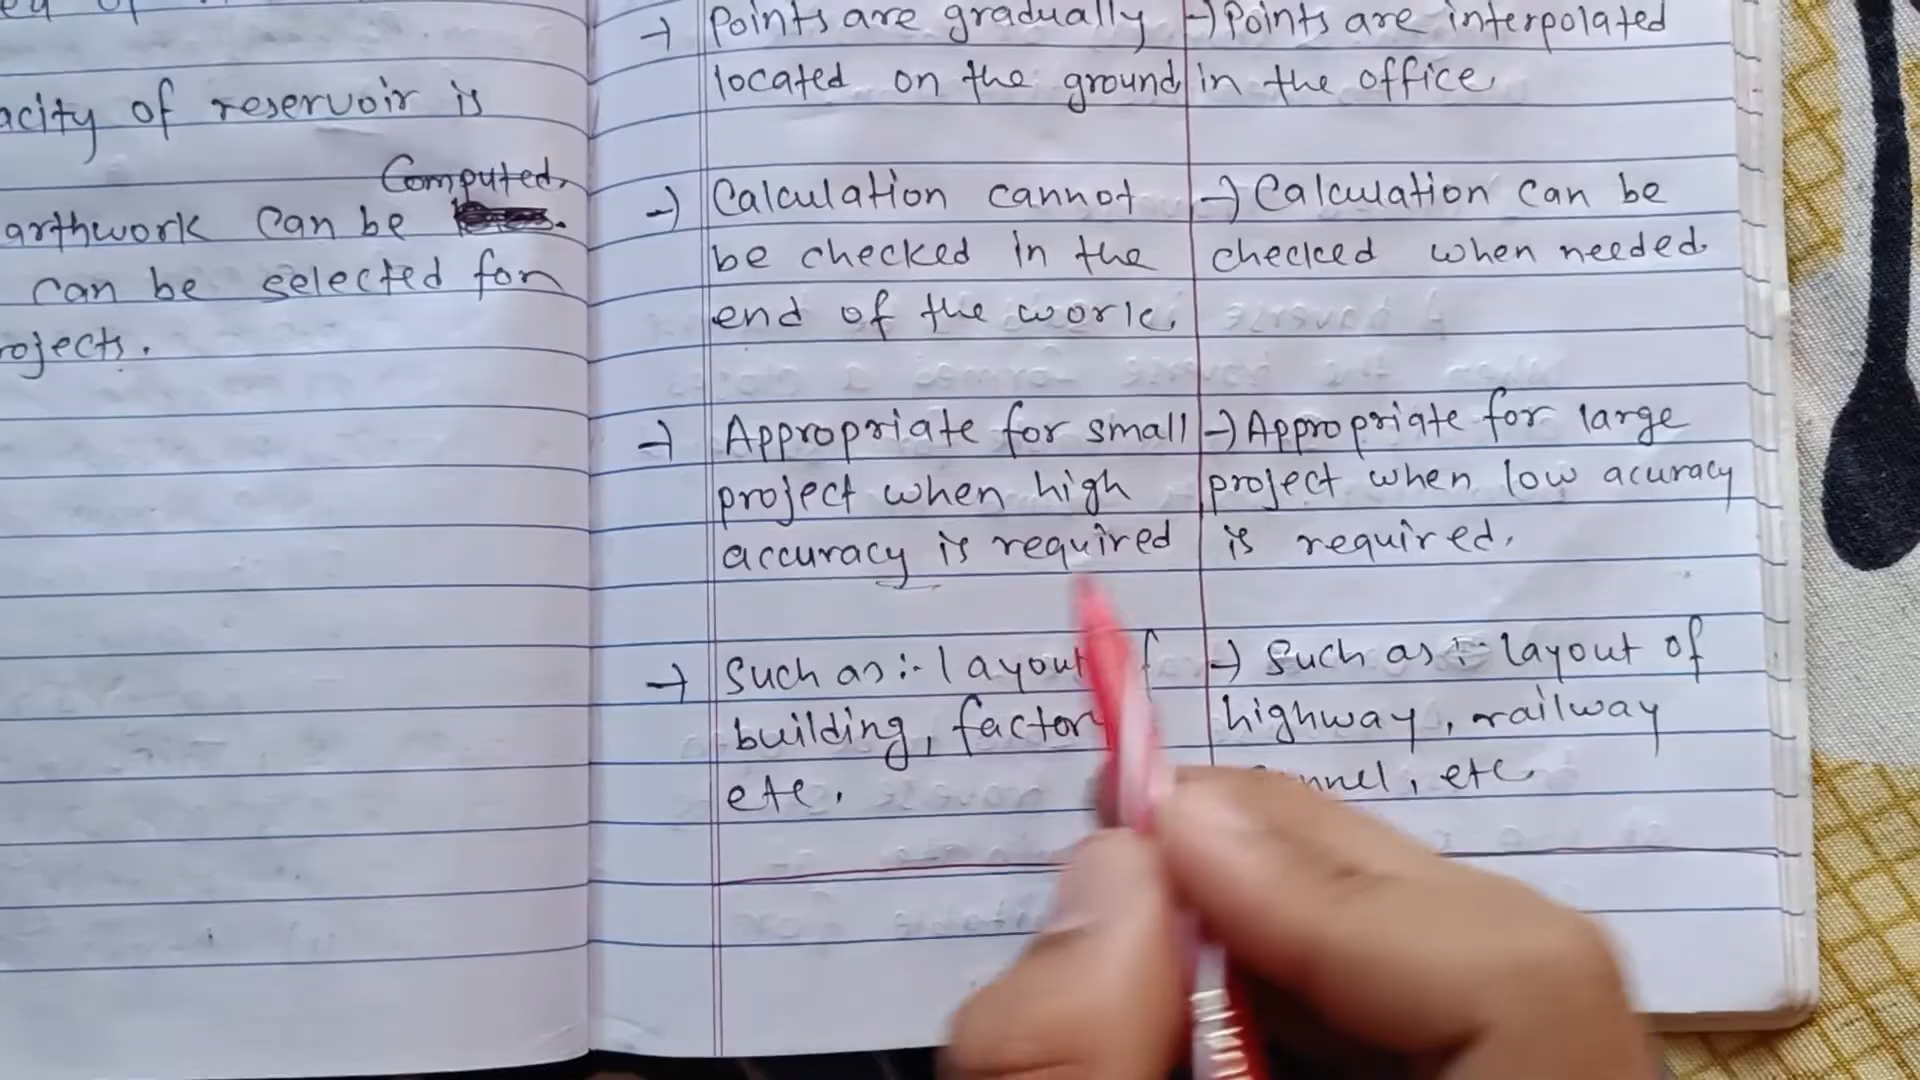 acity of reservoir is
Computed.
arthwork can be
can be selected for
rojects.
→ Points are gradually
located on the ground
→ Calculation cannot
be checked in the
end of the work.
→ Appropriate for small
project when high
accuracy is required
→ Such as :- layout
building, factory
etc.
→ Points are interpolated
in the office
→ Calculation can be
checked when needed.
→ Appropriate for large
project when low acuracy
is required.
→ Such as :- layout of
highway, railway
etc